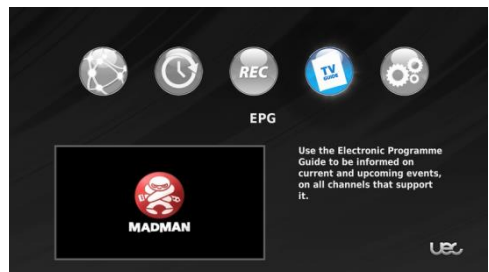 REC
TV
GUIDE
EPG
Use the Electronic Programme
Guide to be informed on
current and upcoming events,
on all channels that support
it.
MADMAN
UEC